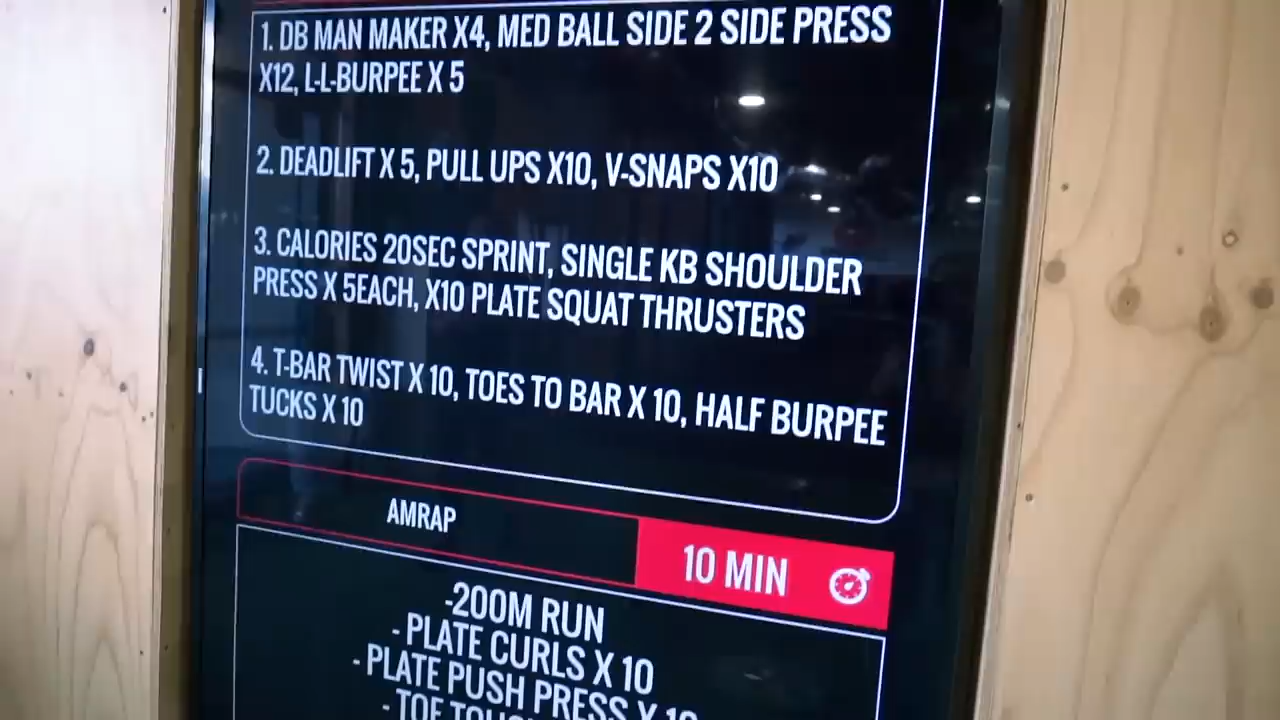 1. DB MAN MAKER X4, MED BALL SIDE 2 SIDE PRESS
X12, L-L-BURPEE X 5
2. DEADLIFT X 5, PULL UPS X10, V-SNAPS X10
3. CALORIES 20SEC SPRINT, SINGLE KB SHOULDER
PRESS X 5EACH, X10 PLATE SQUAT THRUSTERS
4. T-BAR TWIST X 10, TOES TO BAR X 10, HALF BURPEE
TUCKS X 10
AMRAP
10 MIN
-200M RUN
- PLATE CURLS X 10
- PLATE PUSH PRESS X 10
- TOE